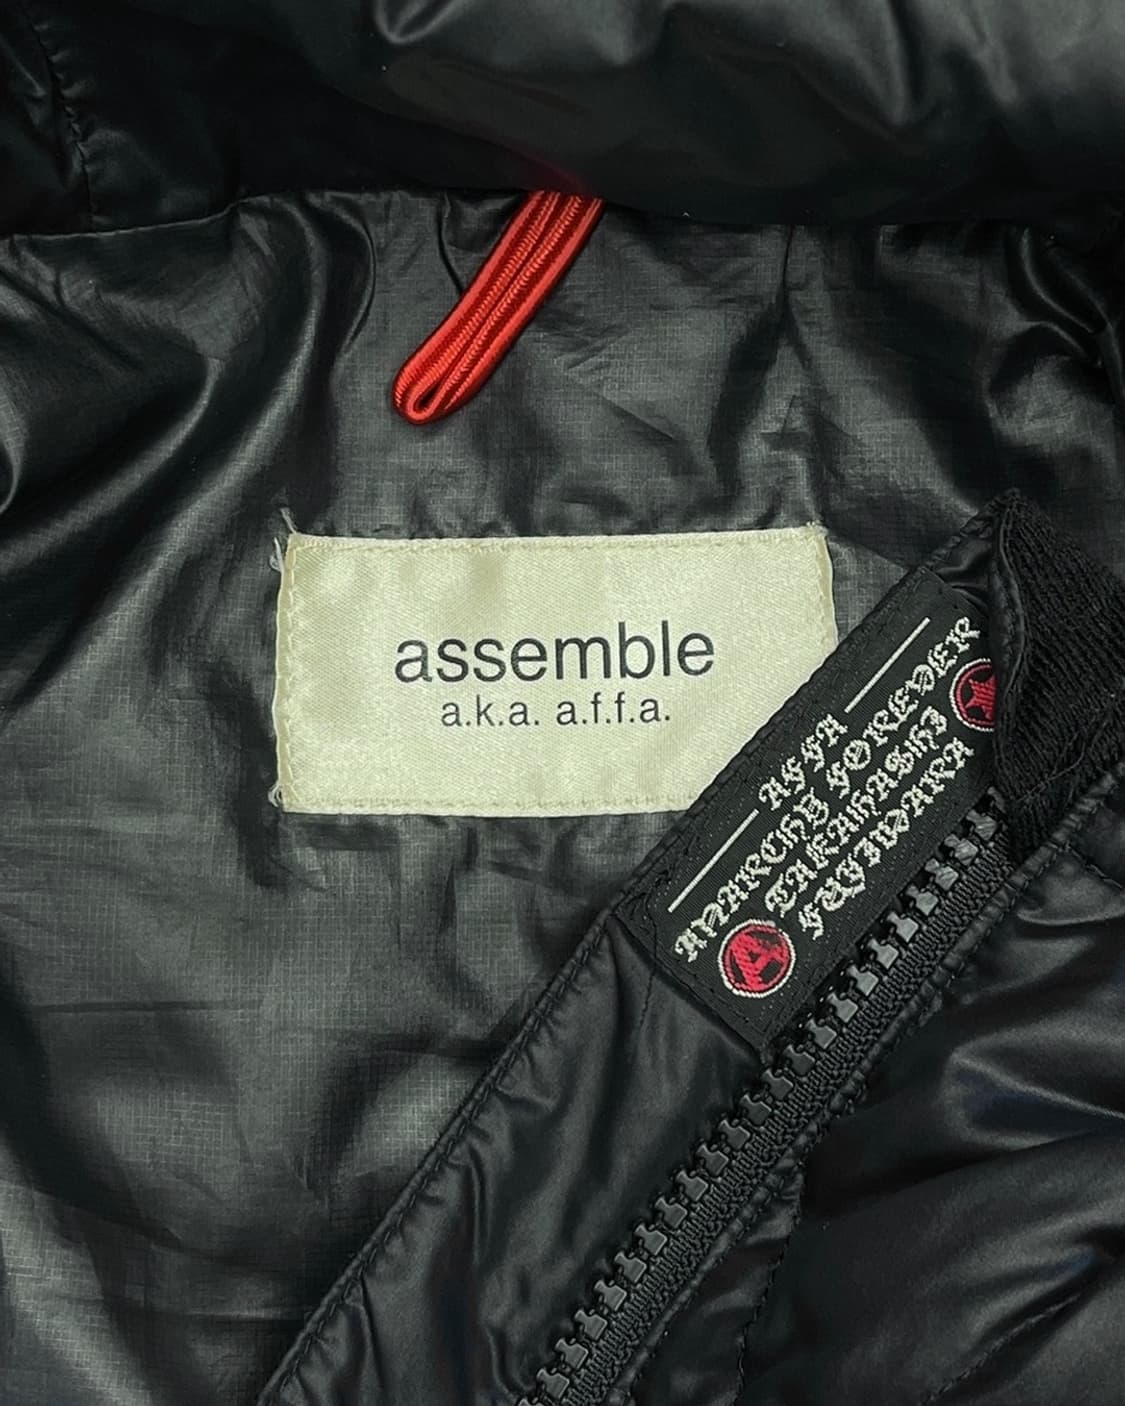 assemble
a.k.a. a.f.f.a.
AFFA
ANARCHY FOREVER
TAKAHASHI
FUJIWARA
A